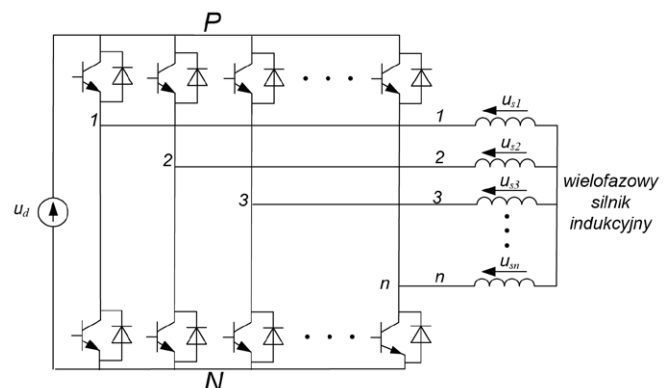 P
1
1
u_s1
2
2
u_s2
3
3
u_s3
wielofazowy
silnik
indukcyjny
u_d
n
n
u_sn
N